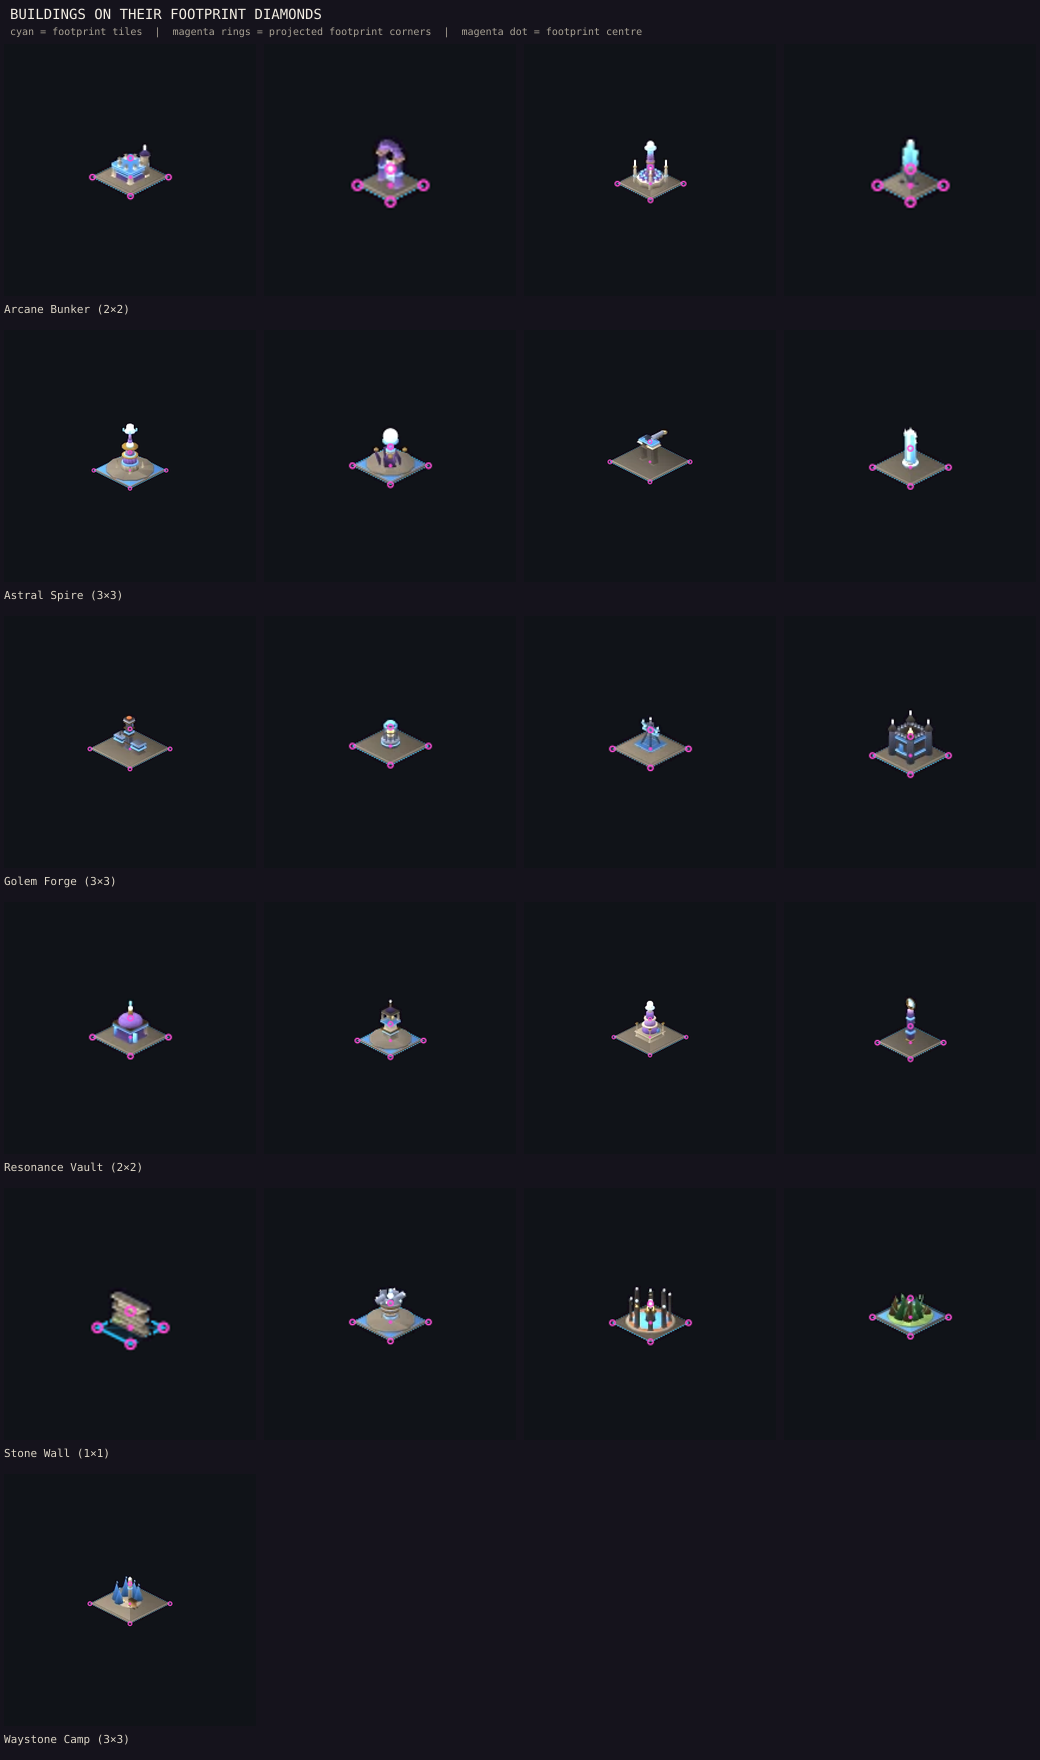 BUILDINGS ON THEIR FOOTPRINT DIAMONDS
cyan = footprint tiles | magenta rings = projected footprint corners | magenta dot = footprint centre
Arcane Bunker (2×2)
Astral Spire (3×3)
Golem Forge (3×3)
Resonance Vault (2×2)
Stone Wall (1×1)
Waystone Camp (3×3)